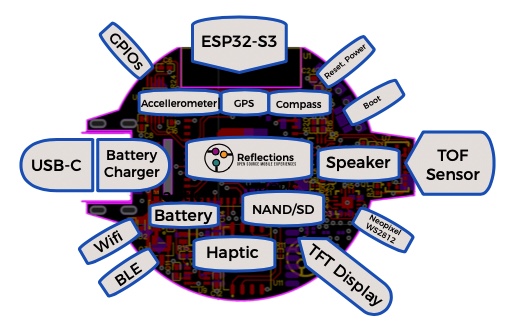 ESP32-S3
GPIOs
Reset. Power
Boot
Accellerometer
GPS
Compass
USB-C
Battery
Charger
Reflections
OPEN SOURCE MOBILE EXPERIENCES
Speaker
TOF
Sensor
Battery
NAND/SD
Neopixel
WS2812
Wifi
BLE
Haptic
TFT Display